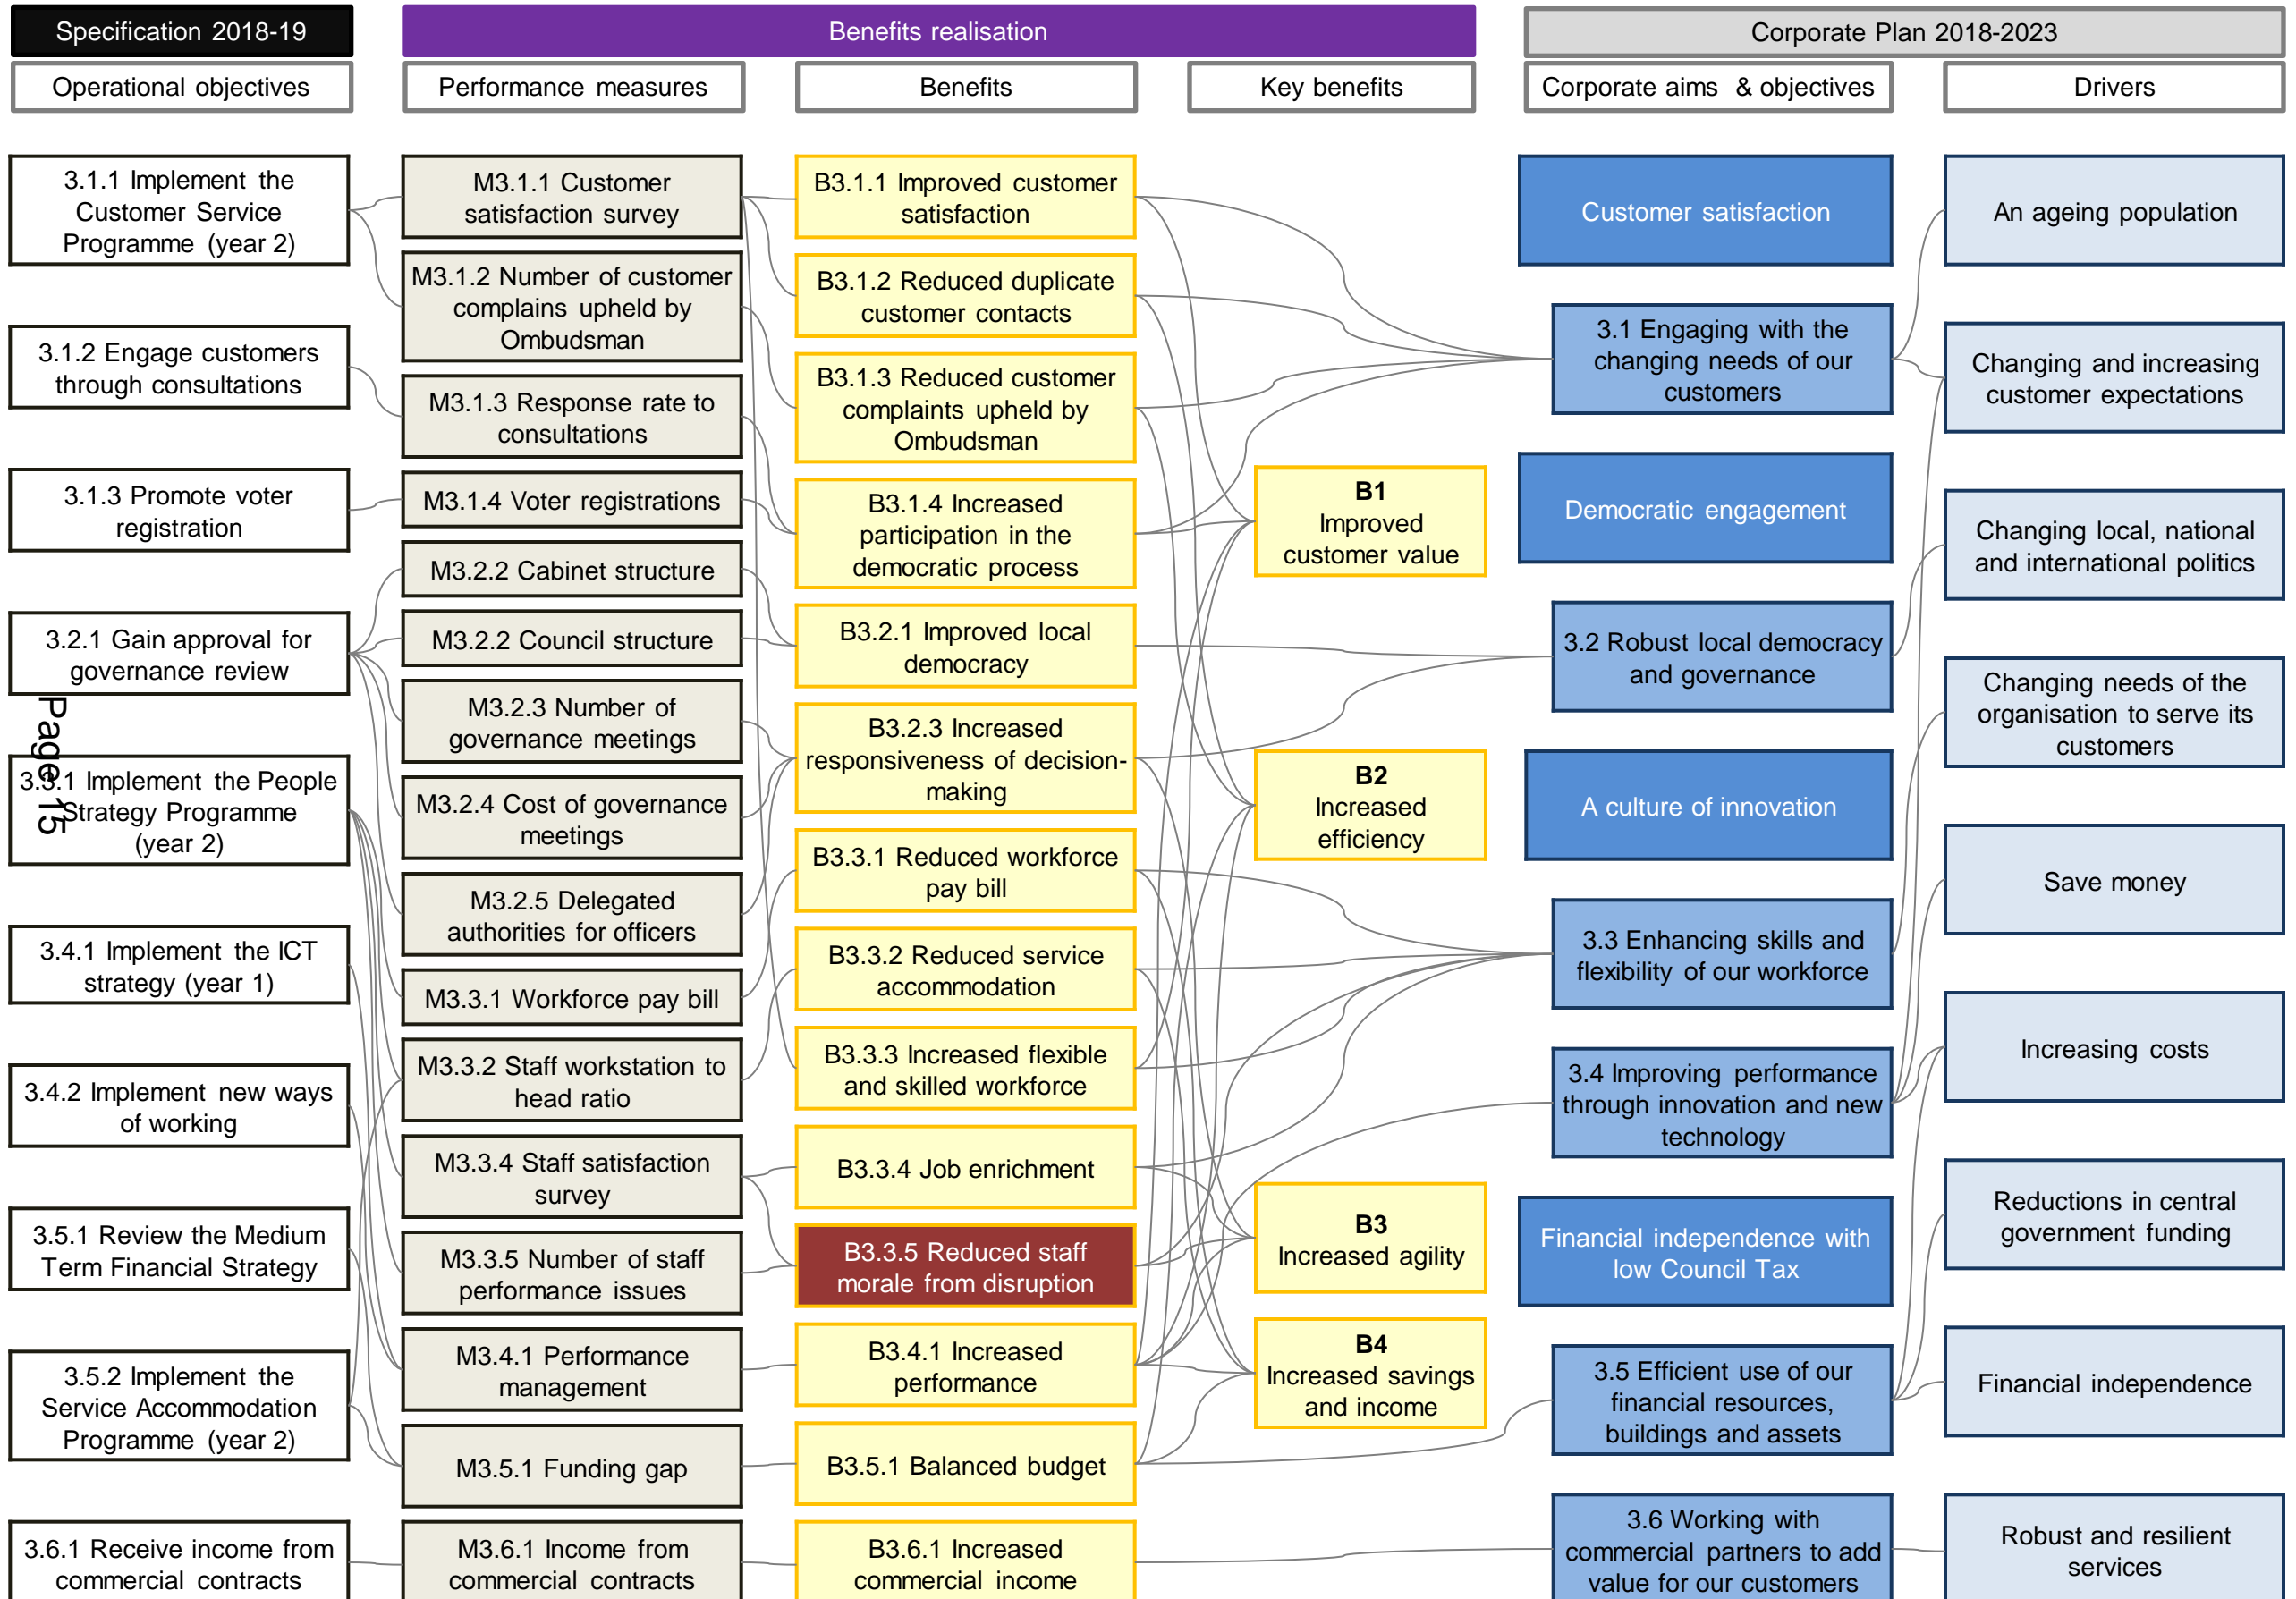 Specification 2018-19
Benefits realisation
Corporate Plan 2018-2023
Operational objectives
Performance measures
Benefits
Key benefits
Corporate aims & objectives
Drivers
3.1.1 Implement the
Customer Service
Programme (year 2)
3.1.2 Engage customers
through consultations
3.1.3 Promote voter
registration
3.2.1 Gain approval for
governance review
Page 15
3.3.1 Implement the People
Strategy Programme
(year 2)
3.4.1 Implement the ICT
strategy (year 1)
3.4.2 Implement new ways
of working
3.5.1 Review the Medium
Term Financial Strategy
3.5.2 Implement the
Service Accommodation
Programme (year 2)
3.6.1 Receive income from
commercial contracts
M3.1.1 Customer
satisfaction survey
M3.1.2 Number of customer
complains upheld by
Ombudsman
M3.1.3 Response rate to
consultations
M3.1.4 Voter registrations
M3.2.2 Cabinet structure
M3.2.2 Council structure
M3.2.3 Number of
governance meetings
M3.2.4 Cost of governance
meetings
M3.2.5 Delegated
authorities for officers
M3.3.1 Workforce pay bill
M3.3.2 Staff workstation to
head ratio
M3.3.4 Staff satisfaction
survey
M3.3.5 Number of staff
performance issues
M3.4.1 Performance
management
M3.5.1 Funding gap
M3.6.1 Income from
commercial contracts
B3.1.1 Improved customer
satisfaction
B3.1.2 Reduced duplicate
customer contacts
B3.1.3 Reduced customer
complaints upheld by
Ombudsman
B3.1.4 Increased
participation in the
democratic process
B3.2.1 Improved local
democracy
B3.2.3 Increased
responsiveness of decision-
making
B3.3.1 Reduced workforce
pay bill
B3.3.2 Reduced service
accommodation
B3.3.3 Increased flexible
and skilled workforce
B3.3.4 Job enrichment
B3.3.5 Reduced staff
morale from disruption
B3.4.1 Increased
performance
B3.5.1 Balanced budget
B3.6.1 Increased
commercial income
B1
Improved
customer value
B2
Increased
efficiency
B3
Increased agility
B4
Increased savings
and income
Customer satisfaction
3.1 Engaging with the
changing needs of our
customers
Democratic engagement
3.2 Robust local democracy
and governance
A culture of innovation
3.3 Enhancing skills and
flexibility of our workforce
3.4 Improving performance
through innovation and new
technology
Financial independence with
low Council Tax
3.5 Efficient use of our
financial resources,
buildings and assets
3.6 Working with
commercial partners to add
value for our customers
An ageing population
Changing and increasing
customer expectations
Changing local, national
and international politics
Changing needs of the
organisation to serve its
customers
Save money
Increasing costs
Reductions in central
government funding
Financial independence
Robust and resilient
services